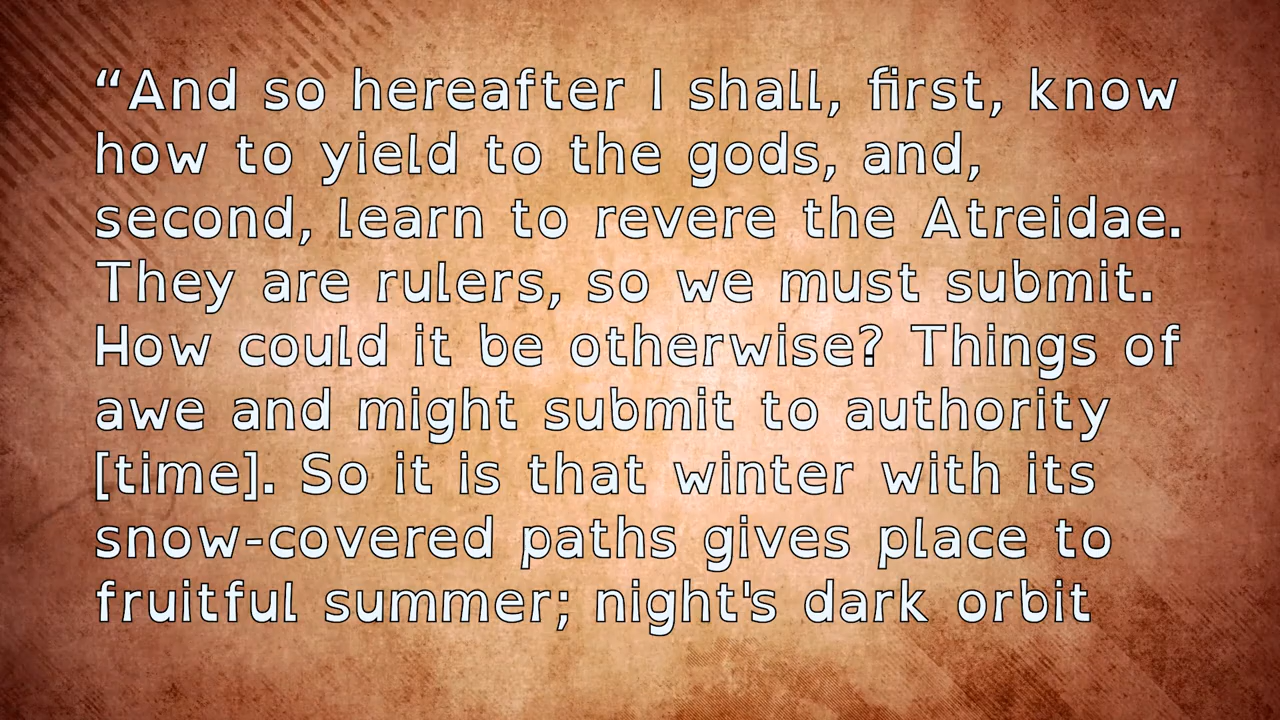 “And so hereafter I shall, first, know
how to yield to the gods, and,
second, learn to revere the Atreidae.
They are rulers, so we must submit.
How could it be otherwise? Things of
awe and might submit to authority
[time]. So it is that winter with its
snow-covered paths gives place to
fruitful summer; night's dark orbit